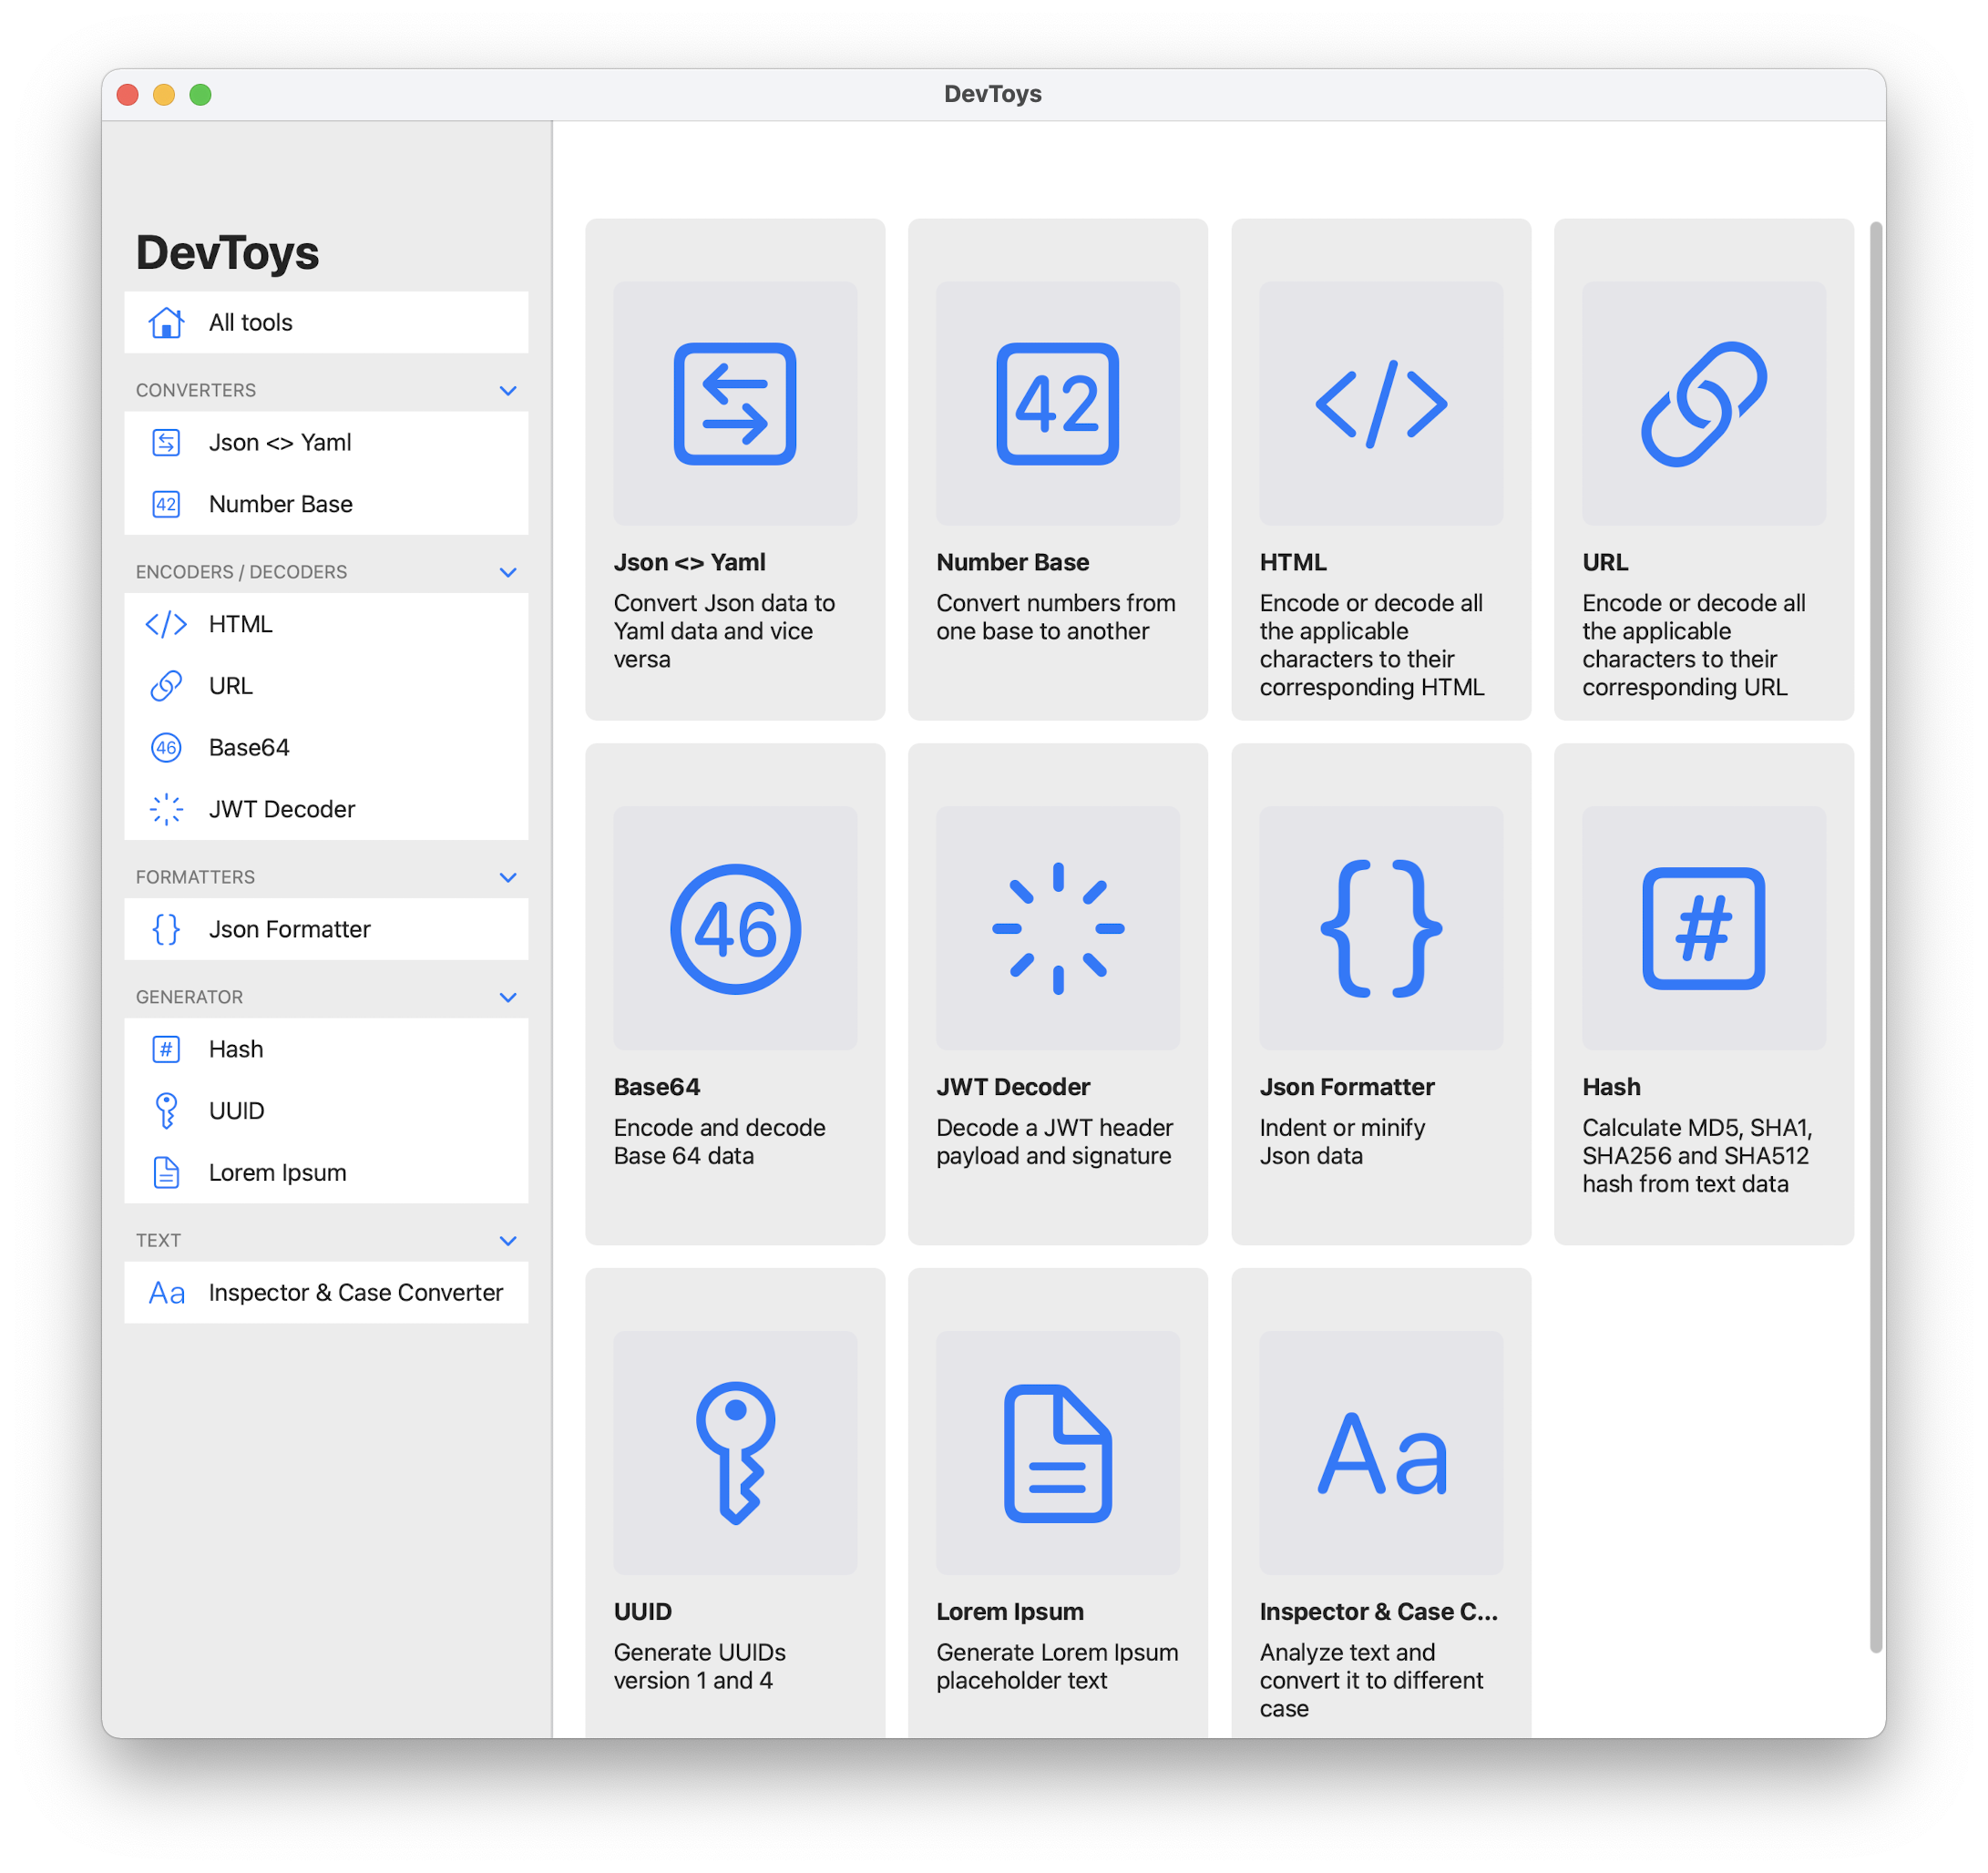 DevToys
DevToys
All tools
CONVERTERS
Json <> Yaml
42
Number Base
ENCODERS / DECODERS
</> HTML
URL
46
Base64
JWT Decoder
FORMATTERS
{} Json Formatter
GENERATOR
# Hash
UUID
Lorem Ipsum
TEXT
Aa Inspector & Case Converter
Json <> Yaml
Convert Json data to
Yaml data and vice
versa
42
Number Base
Convert numbers from
one base to another
</>
HTML
Encode or decode all
the applicable
characters to their
corresponding HTML
URL
Encode or decode all
the applicable
characters to their
corresponding URL
46
Base64
Encode and decode
Base 64 data
JWT Decoder
Decode a JWT header
payload and signature
{}
Json Formatter
Indent or minify
Json data
#
Hash
Calculate MD5, SHA1,
SHA256 and SHA512
hash from text data
UUID
Generate UUIDs
version 1 and 4
Lorem Ipsum
Generate Lorem Ipsum
placeholder text
Aa
Inspector & Case C...
Analyze text and
convert it to different
case